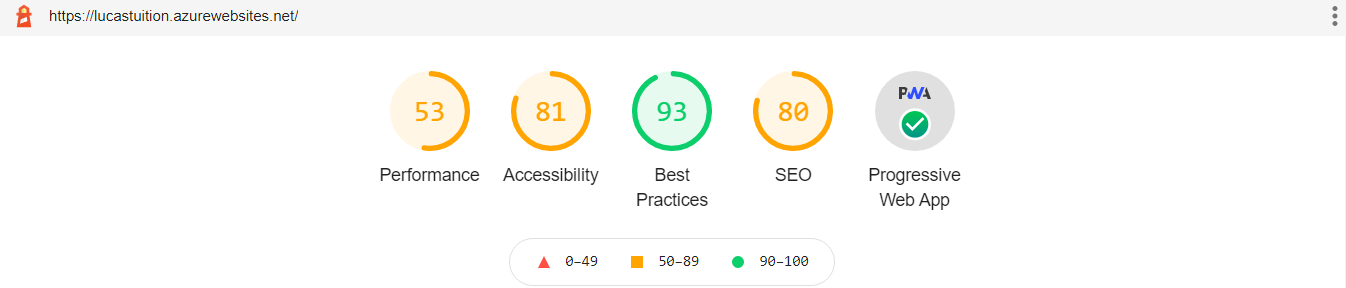 https://lucastuition.azurewebsites.net/
53 81 93 80 PWA
Performance Accessibility Best Practices SEO Progressive Web App
0–49 50–89 90–100